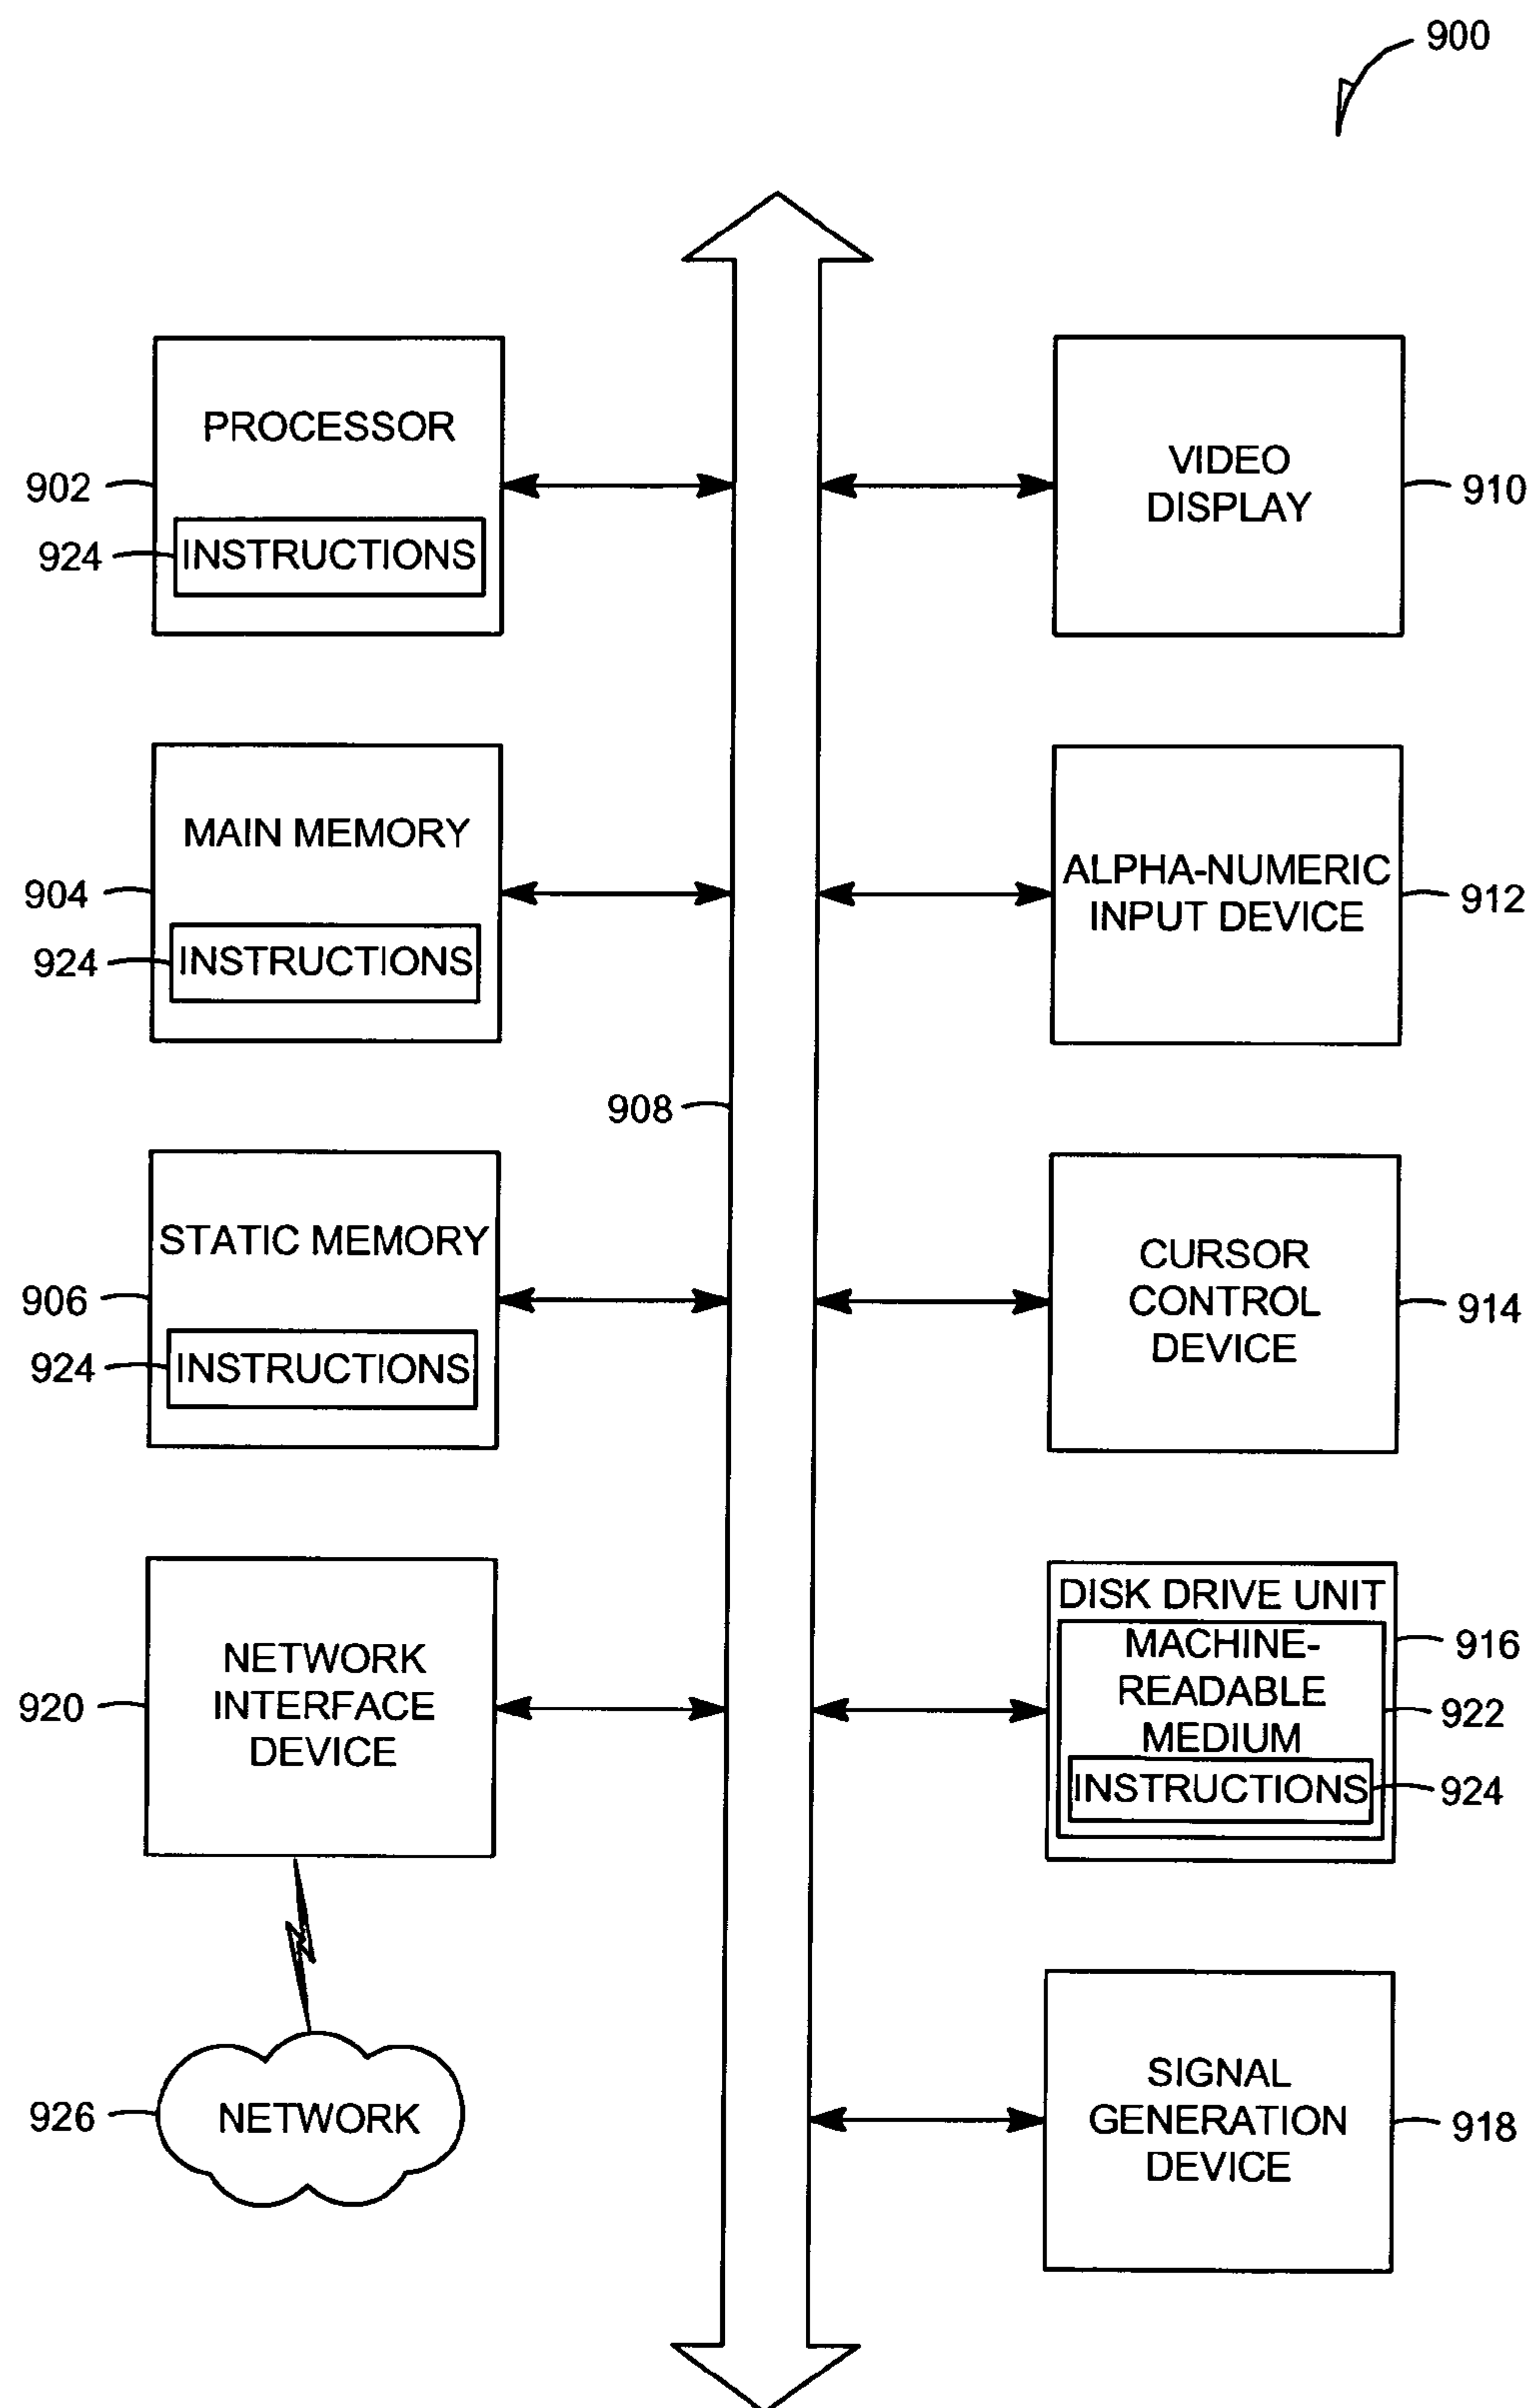 900
PROCESSOR
902
924
INSTRUCTIONS
VIDEO
DISPLAY
910
MAIN MEMORY
904
924
INSTRUCTIONS
ALPHA-NUMERIC
INPUT DEVICE
912
908
STATIC MEMORY
906
924
INSTRUCTIONS
CURSOR
CONTROL
DEVICE
914
NETWORK
INTERFACE
DEVICE
920
DISK DRIVE UNIT
MACHINE-
READABLE
MEDIUM
INSTRUCTIONS
916
922
924
926
NETWORK
SIGNAL
GENERATION
DEVICE
918